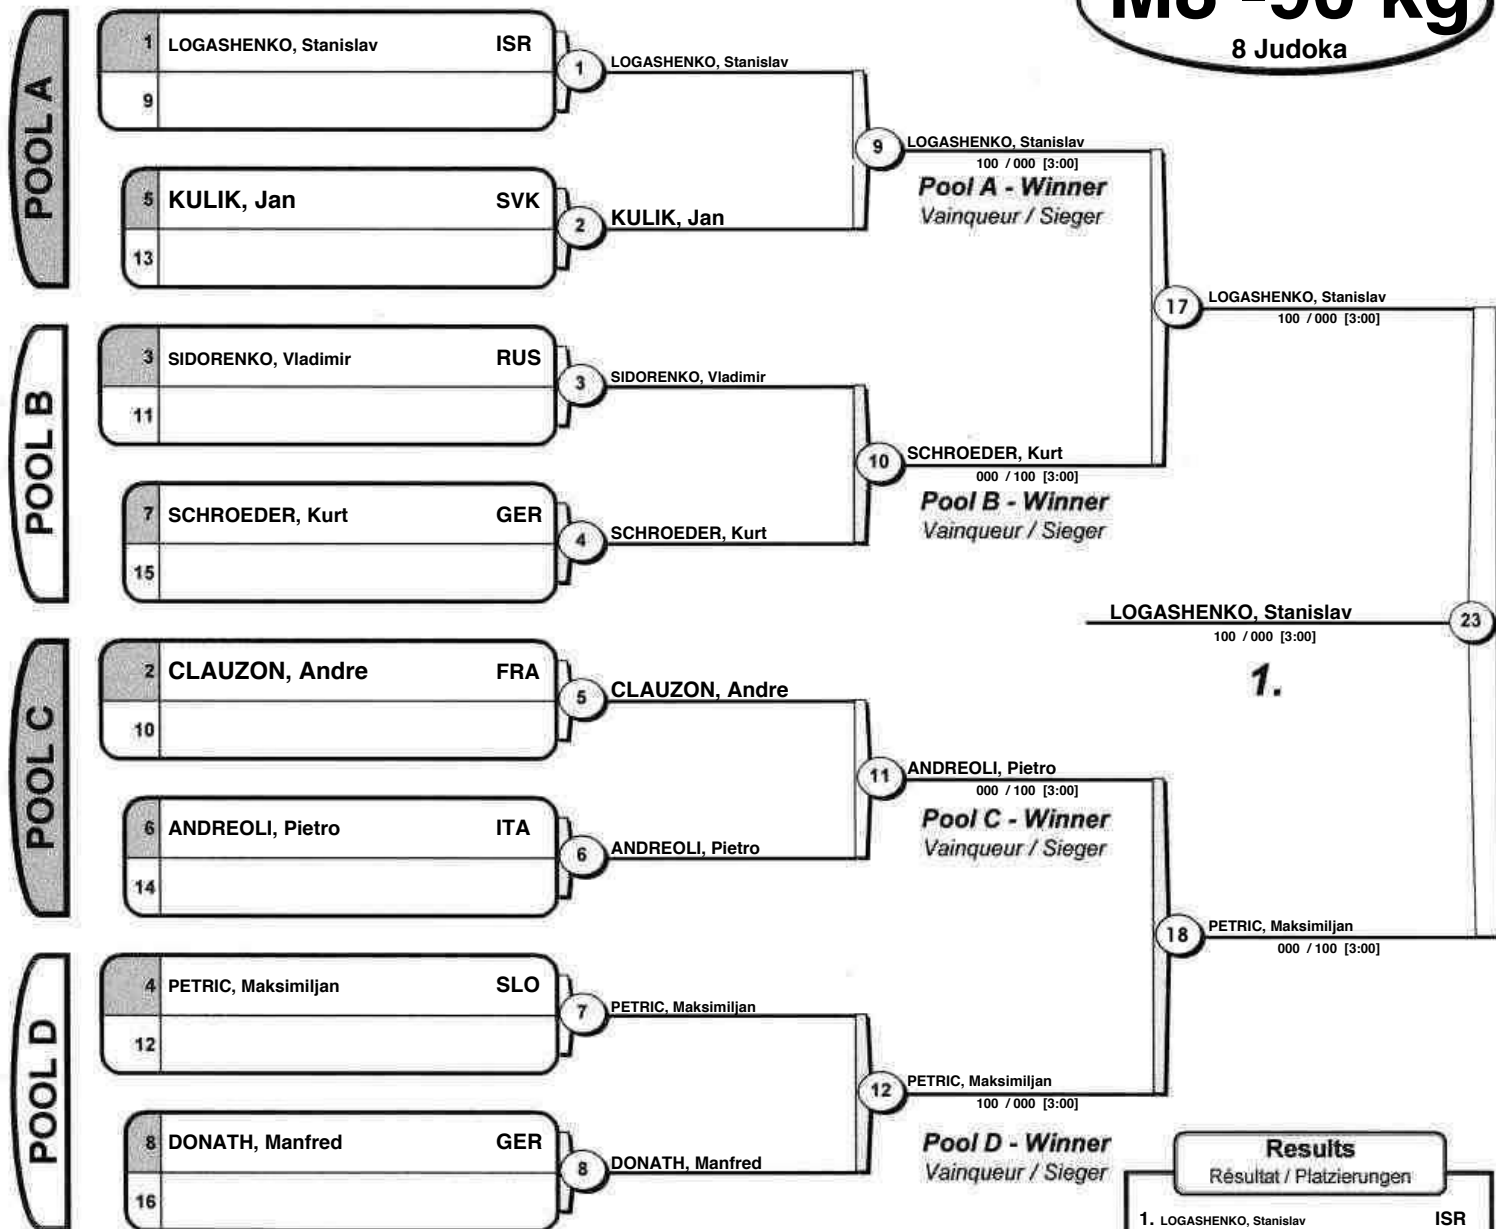 M8 -90 kg
8 Judoka
POOL A
1 LOGASHENKO, Stanislav ISR
9
5 KULIK, Jan SVK
13
1 LOGASHENKO, Stanislav
2 KULIK, Jan
9 LOGASHENKO, Stanislav
100 / 000 [3:00]
Pool A - Winner
Vainqueur / Sieger
POOL B
3 SIDORENKO, Vladimir RUS
11
7 SCHROEDER, Kurt GER
15
3 SIDORENKO, Vladimir
4 SCHROEDER, Kurt
10 SCHROEDER, Kurt
000 / 100 [3:00]
Pool B - Winner
Vainqueur / Sieger
17 LOGASHENKO, Stanislav
100 / 000 [3:00]
LOGASHENKO, Stanislav 23
100 / 000 [3:00]
1.
POOL C
2 CLAUZON, Andre FRA
10
6 ANDREOLI, Pietro ITA
14
5 CLAUZON, Andre
6 ANDREOLI, Pietro
11 ANDREOLI, Pietro
000 / 100 [3:00]
Pool C - Winner
Vainqueur / Sieger
POOL D
4 PETRIC, Maksimiljan SLO
12
8 DONATH, Manfred GER
16
7 PETRIC, Maksimiljan
8 DONATH, Manfred
12 PETRIC, Maksimiljan
100 / 000 [3:00]
Pool D - Winner
Vainqueur / Sieger
18 PETRIC, Maksimiljan
000 / 100 [3:00]
Results
Résultat / Platzierungen
1. LOGASHENKO, Stanislav ISR